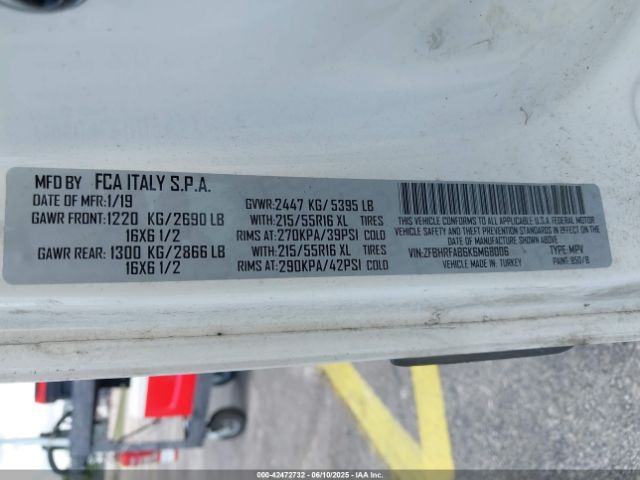 MFD BY FCA ITALY S.P.A.
DATE OF MFR:1/19
GAWR FRONT:1220 KG/2690 LB
16X6 1/2
GAWR REAR: 1300 KG/2866 LB
16X6 1/2
GVWR:2447 KG/5395 LB
WITH:215/55R16 XL TIRES
RIMS AT:270KPA/39PSI COLD
WITH:215/55R16 XL TIRES
RIMS AT:290KPA/42PSI COLD
THIS VEHICLE CONFORMS TO ALL APPLICABLE U.S.A. FEDERAL MOTOR
VEHICLE SAFETY AND THEFT PREVENTION STANDARDS IN EFFECT ON THE
DATE OF MANUFACTURE SHOWN ABOVE.
VIN:ZFBHRFAB6K6M68006 TYPE:MPV
VEHICLE MADE IN: TURKEY PAINT: 850/B
000-42472732 - 06/10/2025 - IAAI Inc.